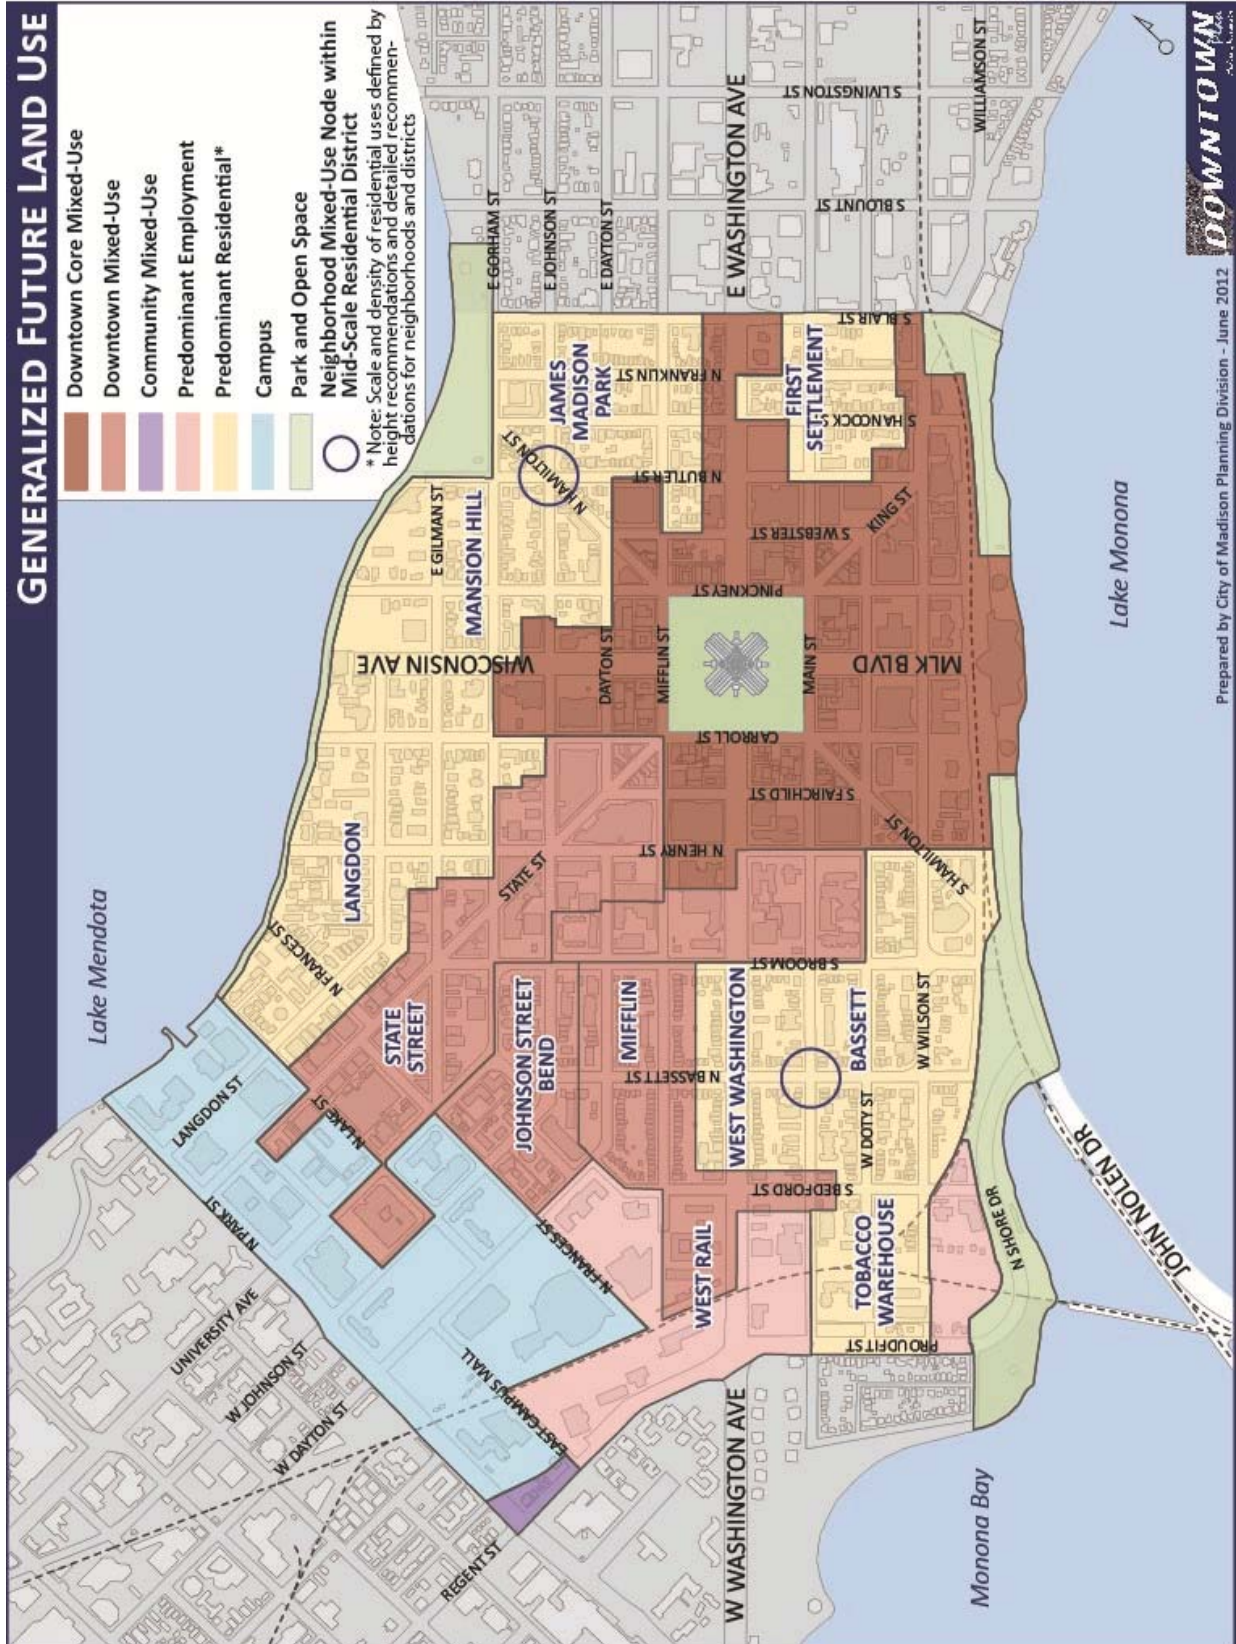 GENERALIZED FUTURE LAND USE
Downtown Core Mixed-Use
Downtown Mixed-Use
Community Mixed-Use
Predominant Employment
Predominant Residential*
Campus
Park and Open Space
Neighborhood Mixed-Use Node within
Mid-Scale Residential District
* Note: Scale and density of residential uses defined by
height recommendations and detailed recommen-
dations for neighborhoods and districts
Lake Mendota
LANGDON ST
N PARK ST
UNIVERSITY AVE
W JOHNSON ST
W DAYTON ST
REGENT ST
EAST CAMPUS MALL
N LAKE ST
N FRANCES ST
N FRANCES ST
LANGDON
STATE
STREET
STATE ST
JOHNSON STREET
BEND
MIFFLIN
N BASSETT ST
WEST WASHINGTON
BASSETT
W DOTY ST
W WILSON ST
S BROOM ST
S BEDFORD ST
WEST RAIL
TOBACCO
WAREHOUSE
PROUDFIT ST
N SHORE DR
JOHN NOLEN DR
W WASHINGTON AVE
Monona Bay
N HENRY ST
S HAMILTON ST
S FAIRCHILD ST
CARROLL ST
WISCONSIN AVE
MANSION HILL
E GILMAN ST
DAYTON ST
MIFFLIN ST
MAIN ST
MLK BLVD
PINCKNEY ST
S WEBSTER ST
KING ST
N BUTLER ST
N HAMILTON ST
JAMES
MADISON
PARK
N FRANKLIN ST
FIRST
SETTLEMENT
S HANCOCK S
S BLAIR ST
E GORHAM ST
E JOHNSON ST
E DAYTON ST
E WASHINGTON AVE
S BLOUNT ST
S LIVINGSTON ST
WILLIAMSON ST
Lake Monona
Prepared by City of Madison Planning Division - June 2012
DOWNTOWN
plan